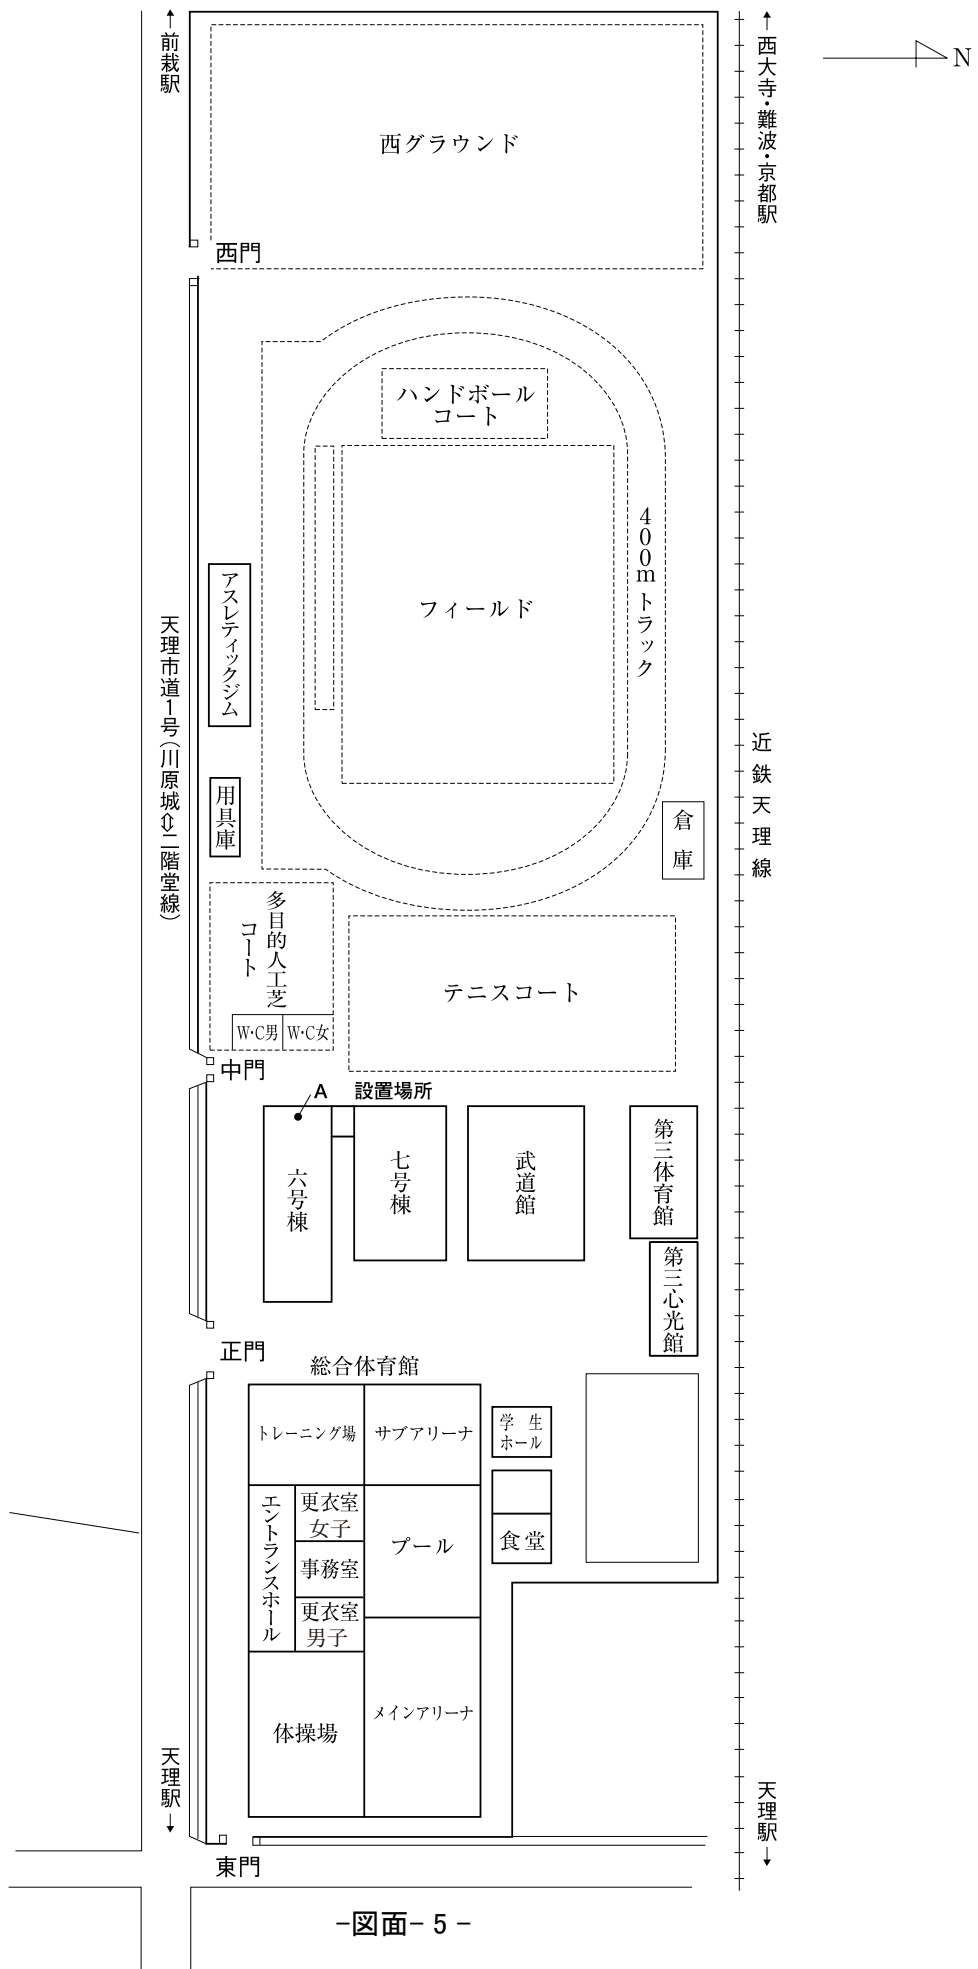 ↑前栽駅
↑西大寺・難波・京都駅
N
西グラウンド
西門
ハンドボール
コート
400mトラック
フィールド
アスレティックジム
天理市道1号(川原城⇔二階堂線)
近鉄天理線
用具庫
倉庫
多目的人工芝
コート
テニスコート
W・C男
W・C女
中門
A 設置場所
六号棟
七号棟
武道館
第三体育館
第三心光館
正門
総合体育館
トレーニング場
サブアリーナ
学 生
ホール
エントランスホール
更衣室
女子
プール
食堂
事務室
更衣室
男子
体操場
メインアリーナ
天理駅↓
天理駅↓
東門
-図面-5-